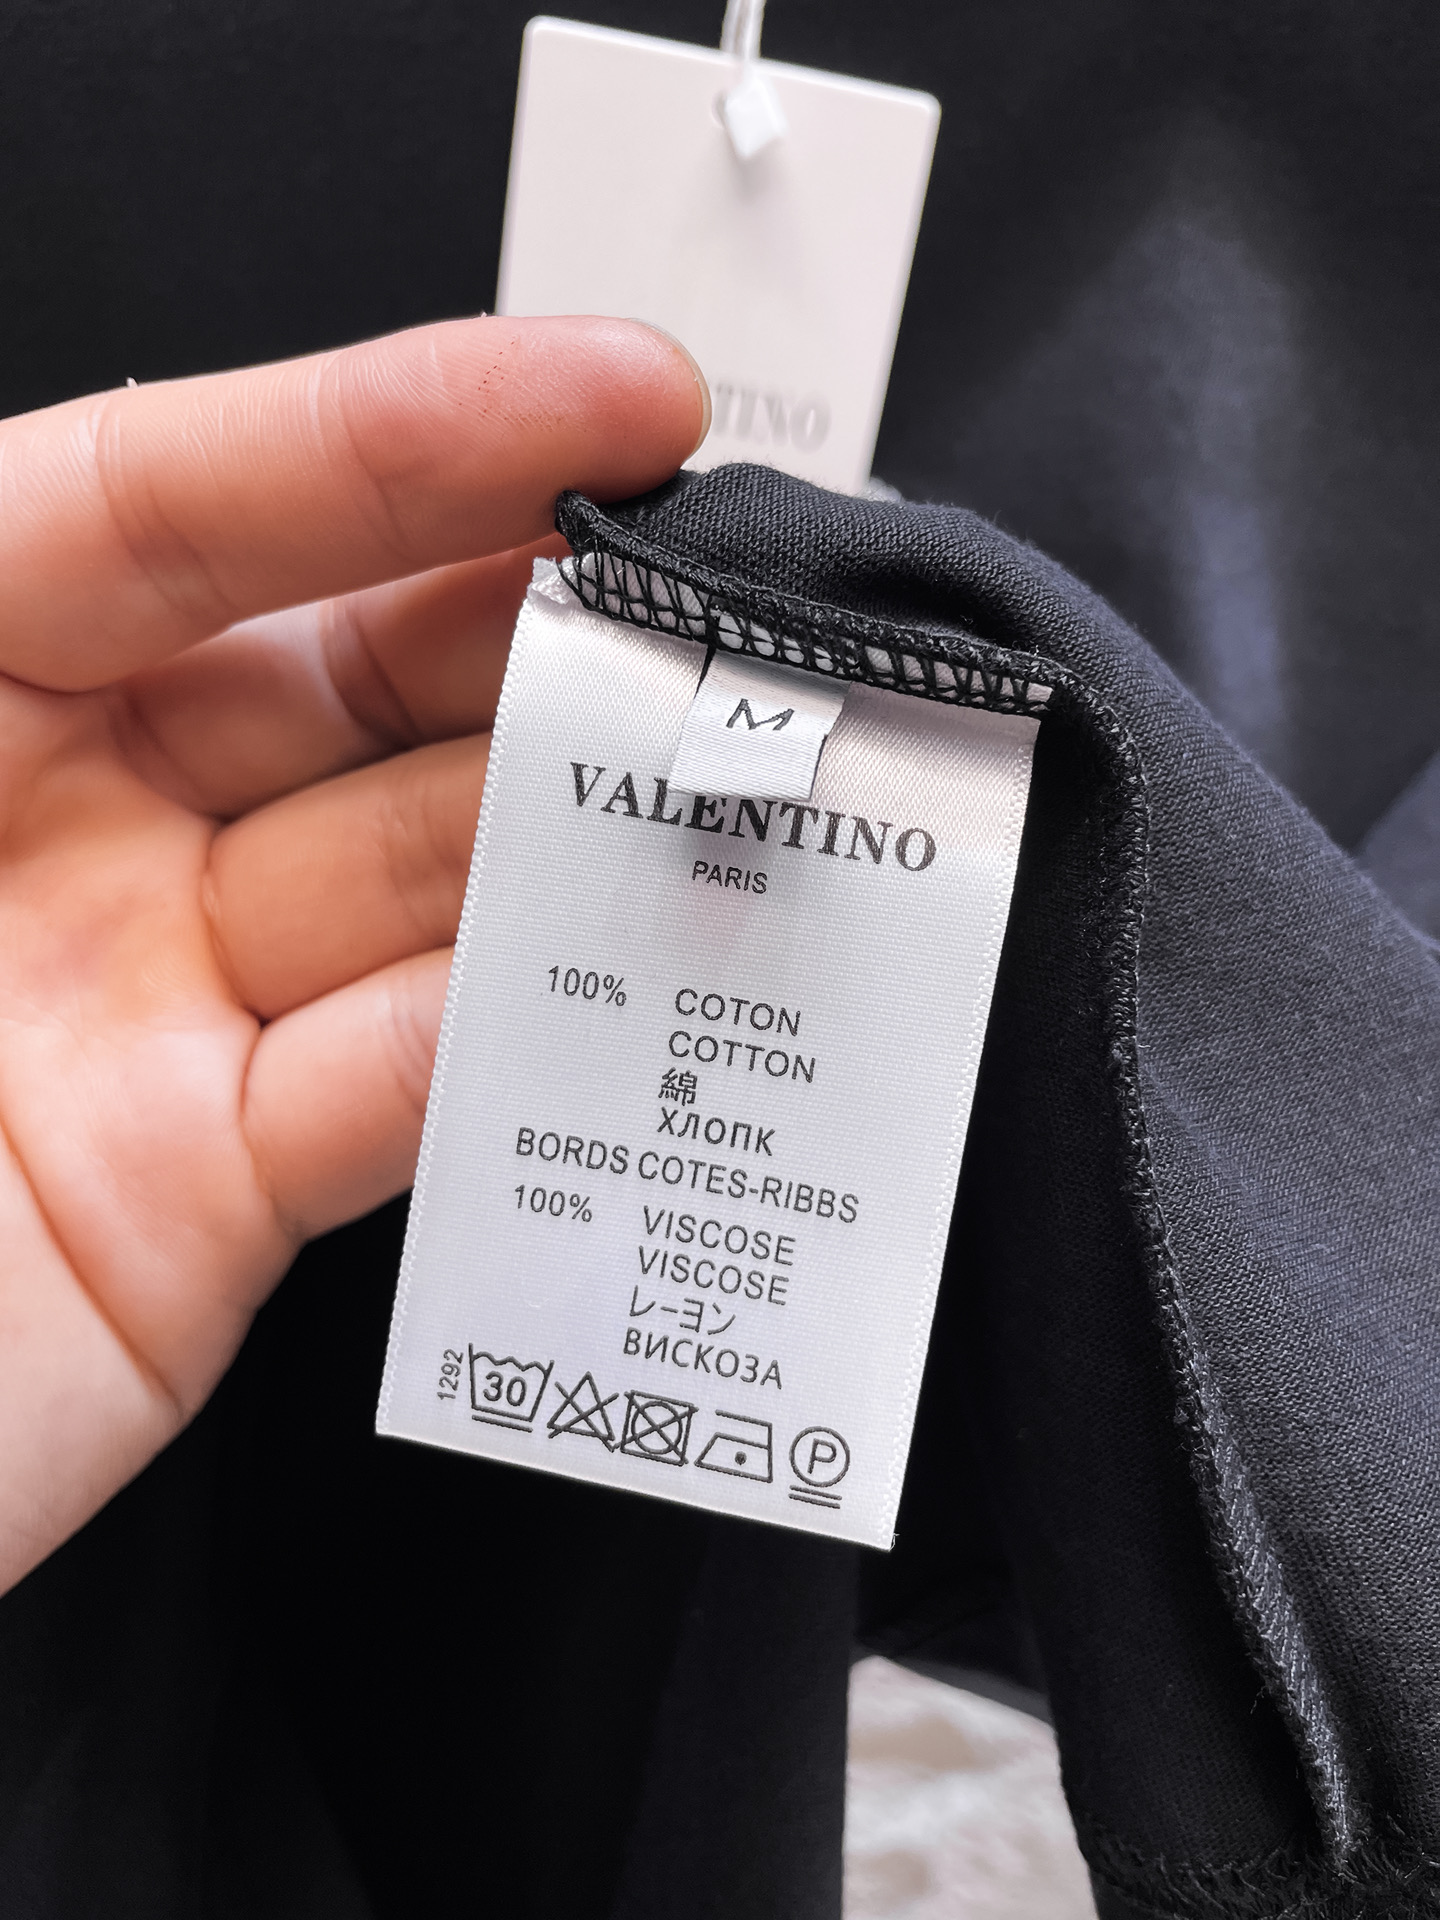 TINO
M
VALENTINO
PARIS
100% COTON
COTTON
綿
ХЛОПК
BORDS COTES-RIBBS
100% VISCOSE
VISCOSE
レーヨン
ВИСКОЗА
1292
30
P